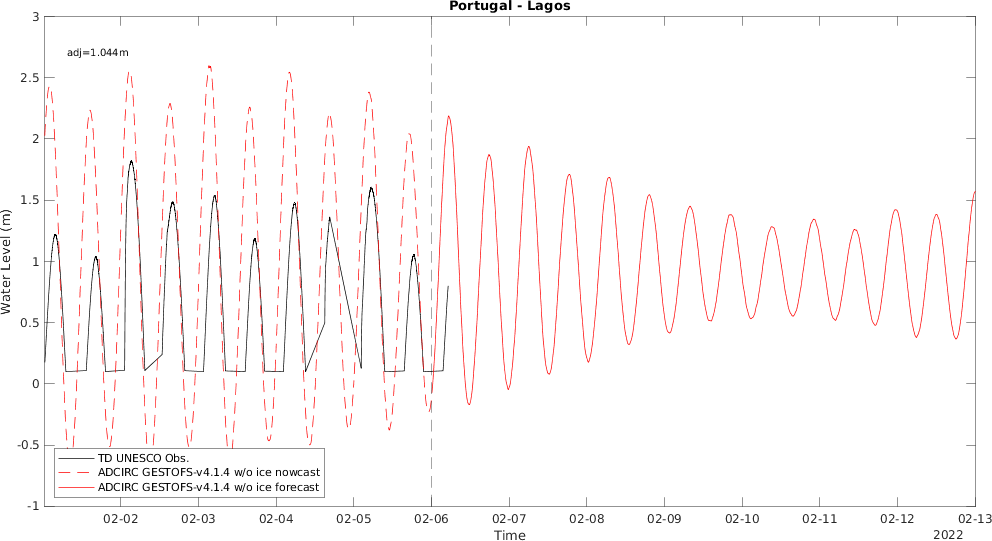 Portugal - Lagos
adj=1.044m
3
2.5
2
1.5
1
0.5
0
-0.5
-1
Water Level (m)
TD UNESCO Obs.
ADCIRC GESTOFS-v4.1.4 w/o ice nowcast
ADCIRC GESTOFS-v4.1.4 w/o ice forecast
02-02 02-03 02-04 02-05 02-06 02-07 02-08 02-09 02-10 02-11 02-12 02-13
Time
2022